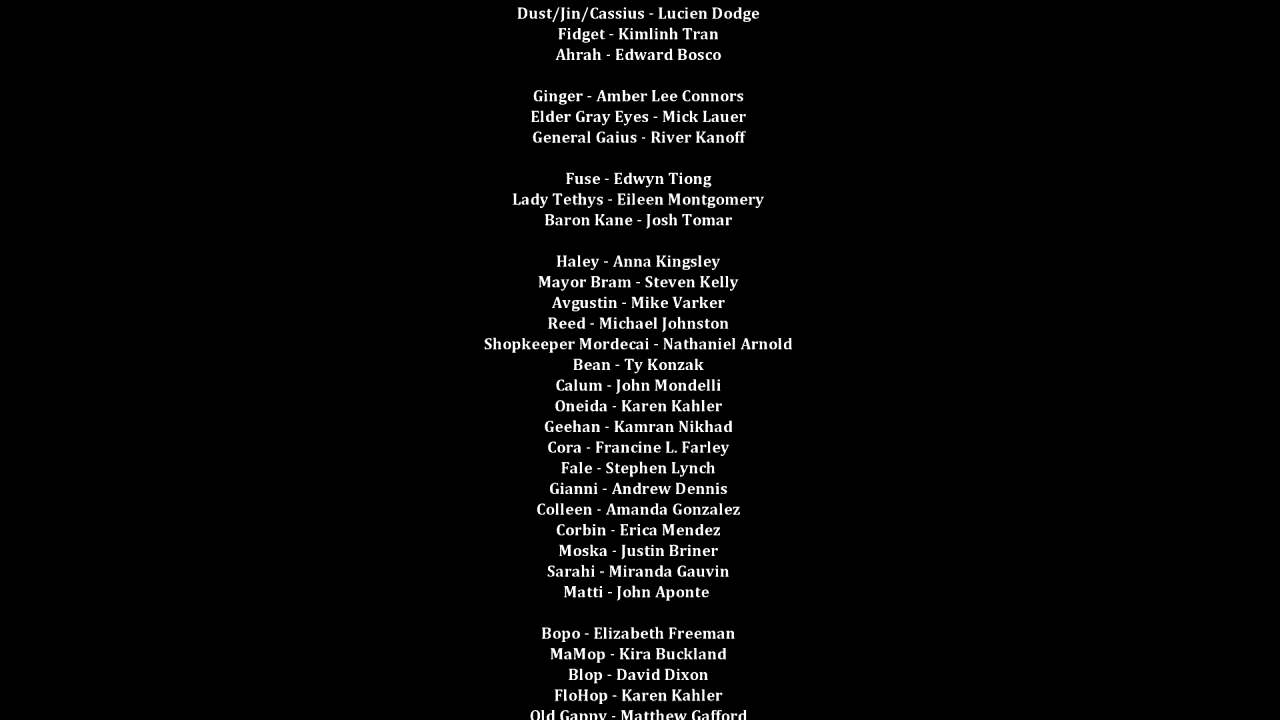 Dust/Jin/Cassius - Lucien Dodge
Fidget - Kimlinh Tran
Ahrah - Edward Bosco
Ginger - Amber Lee Connors
Elder Gray Eyes - Mick Lauer
General Gaius - River Kanoff
Fuse - Edwyn Tiong
Lady Tethys - Eileen Montgomery
Baron Kane - Josh Tomar
Haley - Anna Kingsley
Mayor Bram - Steven Kelly
Avgustin - Mike Varker
Reed - Michael Johnston
Shopkeeper Mordecai - Nathaniel Arnold
Bean - Ty Konzak
Calum - John Mondelli
Oneida - Karen Kahler
Geehan - Kamran Nikhad
Cora - Francine L. Farley
Fale - Stephen Lynch
Gianni - Andrew Dennis
Colleen - Amanda Gonzalez
Corbin - Erica Mendez
Moska - Justin Briner
Sarahi - Miranda Gauvin
Matti - John Aponte
Bopo - Elizabeth Freeman
MaMop - Kira Buckland
Blop - David Dixon
FloHop - Karen Kahler
Old Gappy - Matthew Gafford